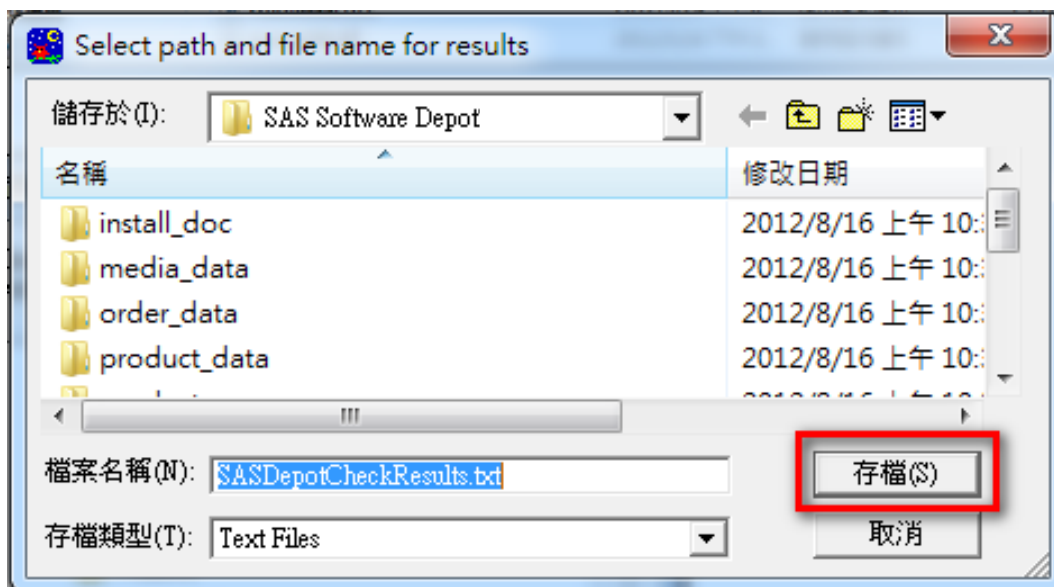 Select path and file name for results
儲存於(I): SAS Software Depot
名稱 修改日期
install_doc 2012/8/16 上午 10:
media_data 2012/8/16 上午 10:
order_data 2012/8/16 上午 10:
product_data 2012/8/16 上午 10:
檔案名稱(N): SASDepotCheckResults.txt 存檔(S)
存檔類型(T): Text Files 取消